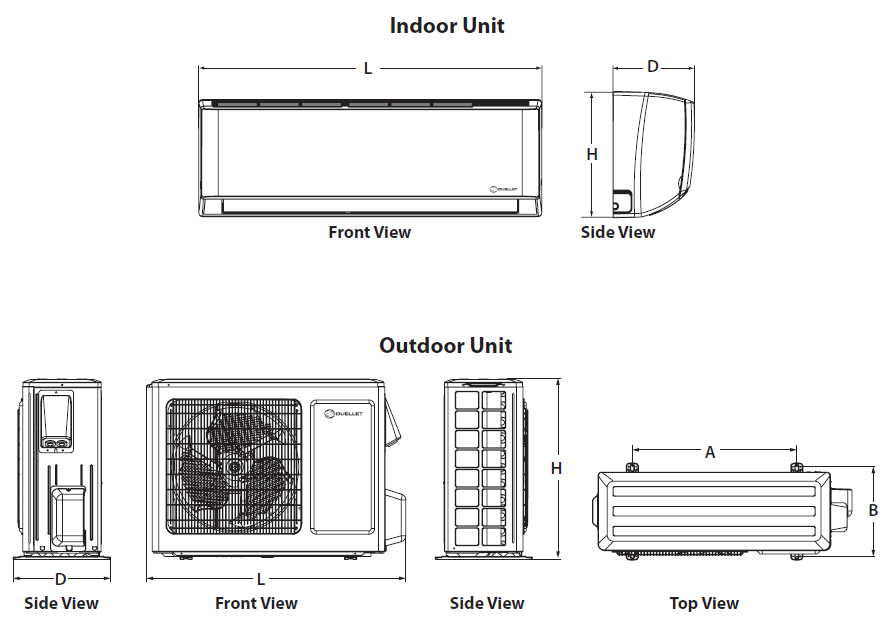 Indoor Unit
L
D
H
OUELLET
Front View
Side View
Outdoor Unit
OUELLET
H
A
B
D
L
Side View
Front View
Side View
Top View